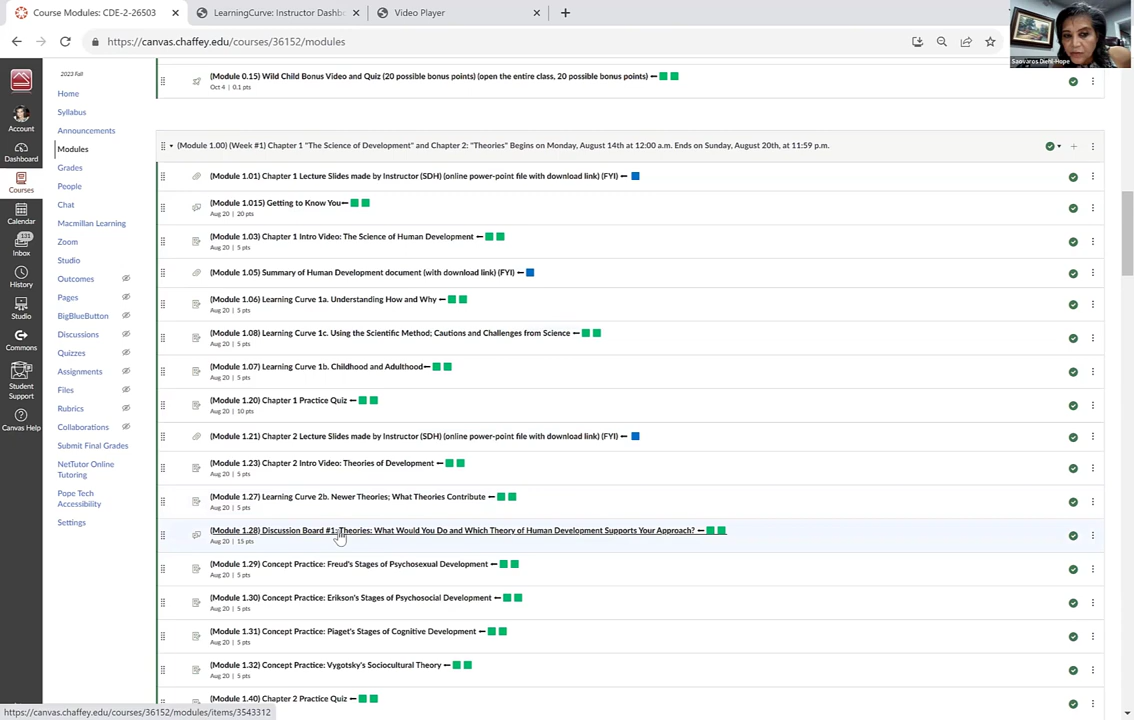 Course Modules: CDE-2-26503
LearningCurve: Instructor Dashb
Video Player
https://canvas.chaffey.edu/courses/36152/modules
Saovaros Diehl-Hope
Account
Dashboard
Courses
Calendar
131
Inbox
History
Studio
Commons
Student
Support
Canvas Help
2023 Fall
Home
Syllabus
Announcements
Modules
Grades
People
Chat
Macmillan Learning
Zoom
Studio
Outcomes
Pages
BigBlueButton
Discussions
Quizzes
Assignments
Files
Rubrics
Collaborations
Submit Final Grades
NetTutor Online
Tutoring
Pope Tech
Accessibility
Settings
(Module 0.15) Wild Child Bonus Video and Quiz (20 possible bonus points) (open the entire class, 20 possible bonus points)
Oct 4 | 0.1 pts
(Module 1.00) (Week #1) Chapter 1 "The Science of Development" and Chapter 2: "Theories" Begins on Monday, August 14th at 12:00 a.m. Ends on Sunday, August 20th, at 11:59 p.m.
(Module 1.01) Chapter 1 Lecture Slides made by Instructor (SDH) (online power-point file with download link) (FYI)
(Module 1.015) Getting to Know You
Aug 20 | 20 pts
(Module 1.03) Chapter 1 Intro Video: The Science of Human Development
Aug 20 | 5 pts
(Module 1.05) Summary of Human Development document (with download link) (FYI)
(Module 1.06) Learning Curve 1a. Understanding How and Why
Aug 20 | 5 pts
(Module 1.08) Learning Curve 1c. Using the Scientific Method; Cautions and Challenges from Science
Aug 20 | 5 pts
(Module 1.07) Learning Curve 1b. Childhood and Adulthood
Aug 20 | 5 pts
(Module 1.20) Chapter 1 Practice Quiz
Aug 20 | 10 pts
(Module 1.21) Chapter 2 Lecture Slides made by Instructor (SDH) (online power-point file with download link) (FYI)
(Module 1.23) Chapter 2 Intro Video: Theories of Development
Aug 20 | 5 pts
(Module 1.27) Learning Curve 2b. Newer Theories; What Theories Contribute
Aug 20 | 5 pts
(Module 1.28) Discussion Board #1: Theories: What Would You Do and Which Theory of Human Development Supports Your Approach?
Aug 20 | 15 pts
(Module 1.29) Concept Practice: Freud's Stages of Psychosexual Development
Aug 20 | 5 pts
(Module 1.30) Concept Practice: Erikson's Stages of Psychosocial Development
Aug 20 | 5 pts
(Module 1.31) Concept Practice: Piaget's Stages of Cognitive Development
Aug 20 | 5 pts
(Module 1.32) Concept Practice: Vygotsky's Sociocultural Theory
Aug 20 | 5 pts
(Module 1.40) Chapter 2 Practice Quiz
https://canvas.chaffey.edu/courses/36152/modules/items/3543312